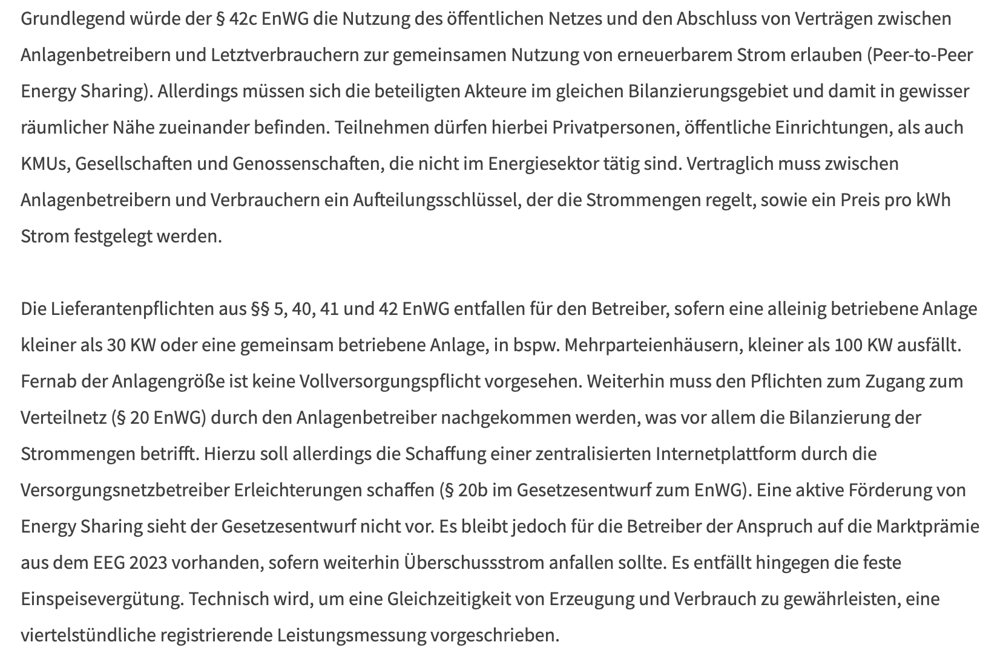 Grundlegend würde der § 42c EnWG die Nutzung des öffentlichen Netzes und den Abschluss von Verträgen zwischen
Anlagenbetreibern und Letztverbrauchern zur gemeinsamen Nutzung von erneuerbarem Strom erlauben (Peer-to-Peer
Energy Sharing). Allerdings müssen sich die beteiligten Akteure im gleichen Bilanzierungsgebiet und damit in gewisser
räumlicher Nähe zueinander befinden. Teilnehmen dürfen hierbei Privatpersonen, öffentliche Einrichtungen, als auch
KMUs, Gesellschaften und Genossenschaften, die nicht im Energiesektor tätig sind. Vertraglich muss zwischen
Anlagenbetreibern und Verbrauchern ein Aufteilungsschlüssel, der die Strommengen regelt, sowie ein Preis pro kWh
Strom festgelegt werden.
Die Lieferantenpflichten aus §§ 5, 40, 41 und 42 EnWG entfallen für den Betreiber, sofern eine alleinig betriebene Anlage
kleiner als 30 KW oder eine gemeinsam betriebene Anlage, in bspw. Mehrparteienhäusern, kleiner als 100 KW ausfällt.
Fernab der Anlagengröße ist keine Vollversorgungspflicht vorgesehen. Weiterhin muss den Pflichten zum Zugang zum
Verteilnetz (§ 20 EnWG) durch den Anlagenbetreiber nachgekommen werden, was vor allem die Bilanzierung der
Strommengen betrifft. Hierzu soll allerdings die Schaffung einer zentralisierten Internetplattform durch die
Versorgungsnetzbetreiber Erleichterungen schaffen (§ 20b im Gesetzesentwurf zum EnWG). Eine aktive Förderung von
Energy Sharing sieht der Gesetzesentwurf nicht vor. Es bleibt jedoch für die Betreiber der Anspruch auf die Marktprämie
aus dem EEG 2023 vorhanden, sofern weiterhin Überschussstrom anfallen sollte. Es entfällt hingegen die feste
Einspeisevergütung. Technisch wird, um eine Gleichzeitigkeit von Erzeugung und Verbrauch zu gewährleisten, eine
viertelstündliche registrierende Leistungsmessung vorgeschrieben.